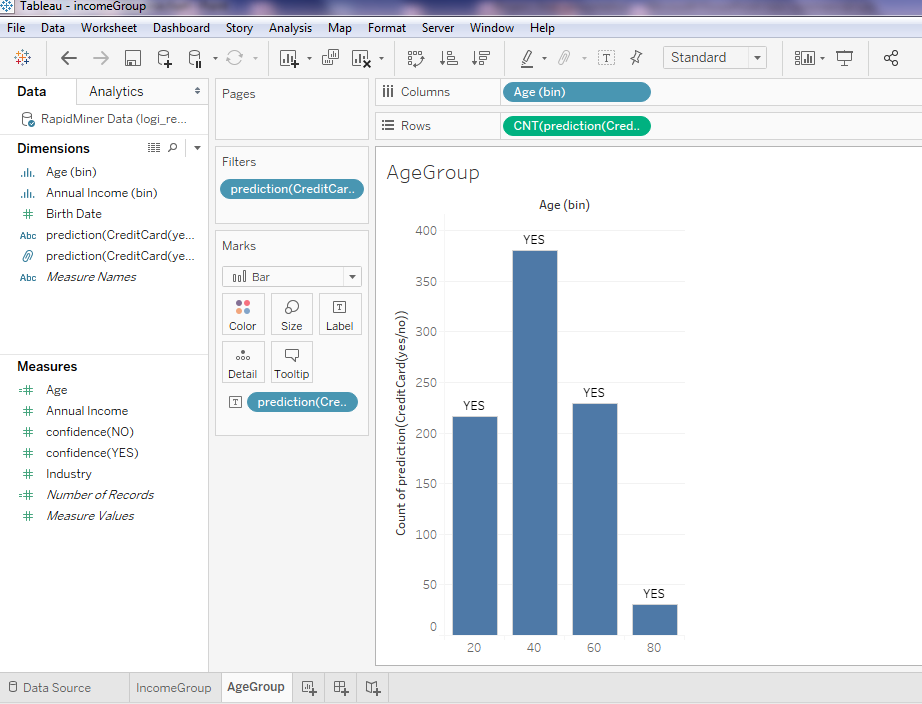 Tableau - incomeGroup
File Data Worksheet Dashboard Story Analysis Map Format Server Window Help
Standard
Data Analytics
RapidMiner Data (logi_re...
Dimensions
Age (bin)
Annual Income (bin)
Birth Date
Abc prediction(CreditCard(ye...
prediction(CreditCard(ye...
Abc Measure Names
Measures
Age
Annual Income
confidence(NO)
confidence(YES)
Industry
Number of Records
Measure Values
Pages
Filters
prediction(CreditCar..
Marks
Bar
Color Size Label
Detail Tooltip
prediction(Cre..
Columns Age (bin)
Rows CNT(prediction(Cred..
AgeGroup
Age (bin)
Count of prediction(CreditCard(yes/no))
400
350
300
250
200
150
100
50
0
YES
YES
YES
YES
20 40 60 80
Data Source IncomeGroup AgeGroup